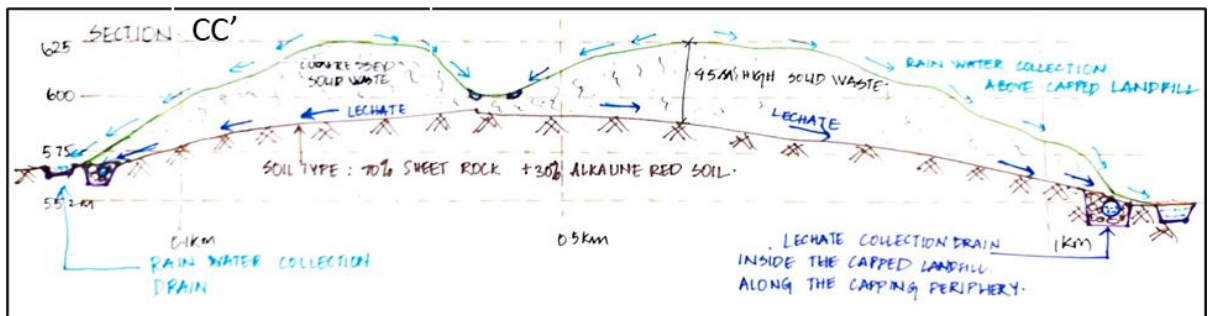 SECTION CC'
625
COMPRESSED
SOLID WASTE
45M HIGH SOLID WASTE
RAIN WATER COLLECTION
ABOVE CAPPED LANDFILL
600
LECHATE
LECHATE
575
SOIL TYPE : 70% SHEET ROCK + 30% ALKALINE RED SOIL.
552M
0.1KM
0.5KM
1KM
RAIN WATER COLLECTION
DRAIN
LECHATE COLLECTION DRAIN
INSIDE THE CAPPED LANDFILL
ALONG THE CAPPING PERIPHERY.